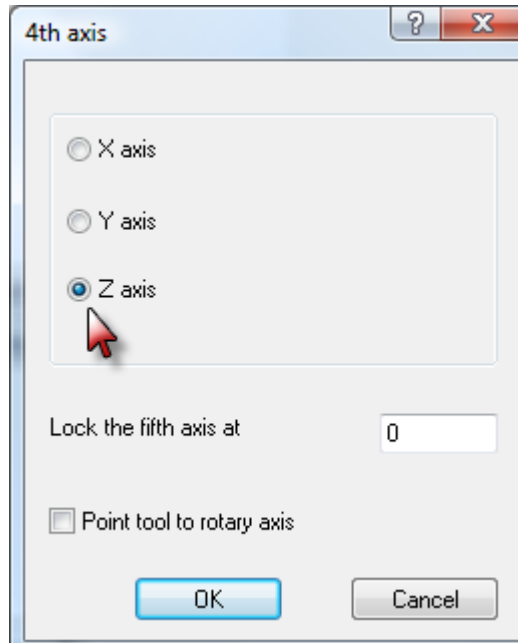 4th axis
X axis
Y axis
Z axis
Lock the fifth axis at 0
Point tool to rotary axis
OK Cancel